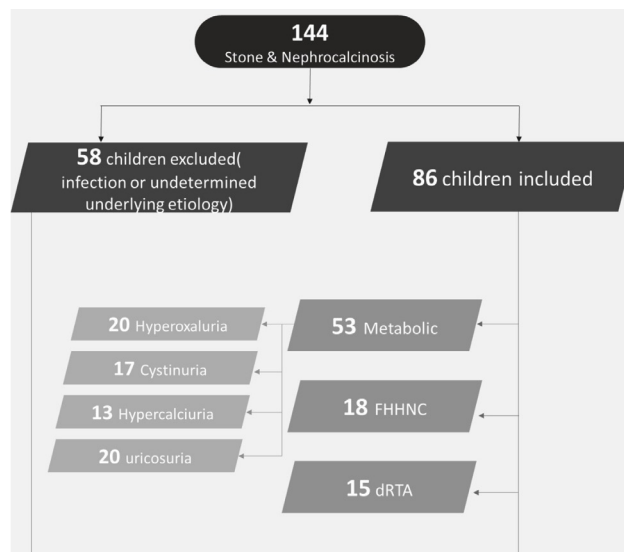 144
Stone & Nephrocalcinosis
58 children excluded(
infection or undetermined
underlying etiology)
86 children included
53 Metabolic
20 Hyperoxaluria
17 Cystinuria
13 Hypercalciuria
20 uricosuria
18 FHHNC
15 dRTA